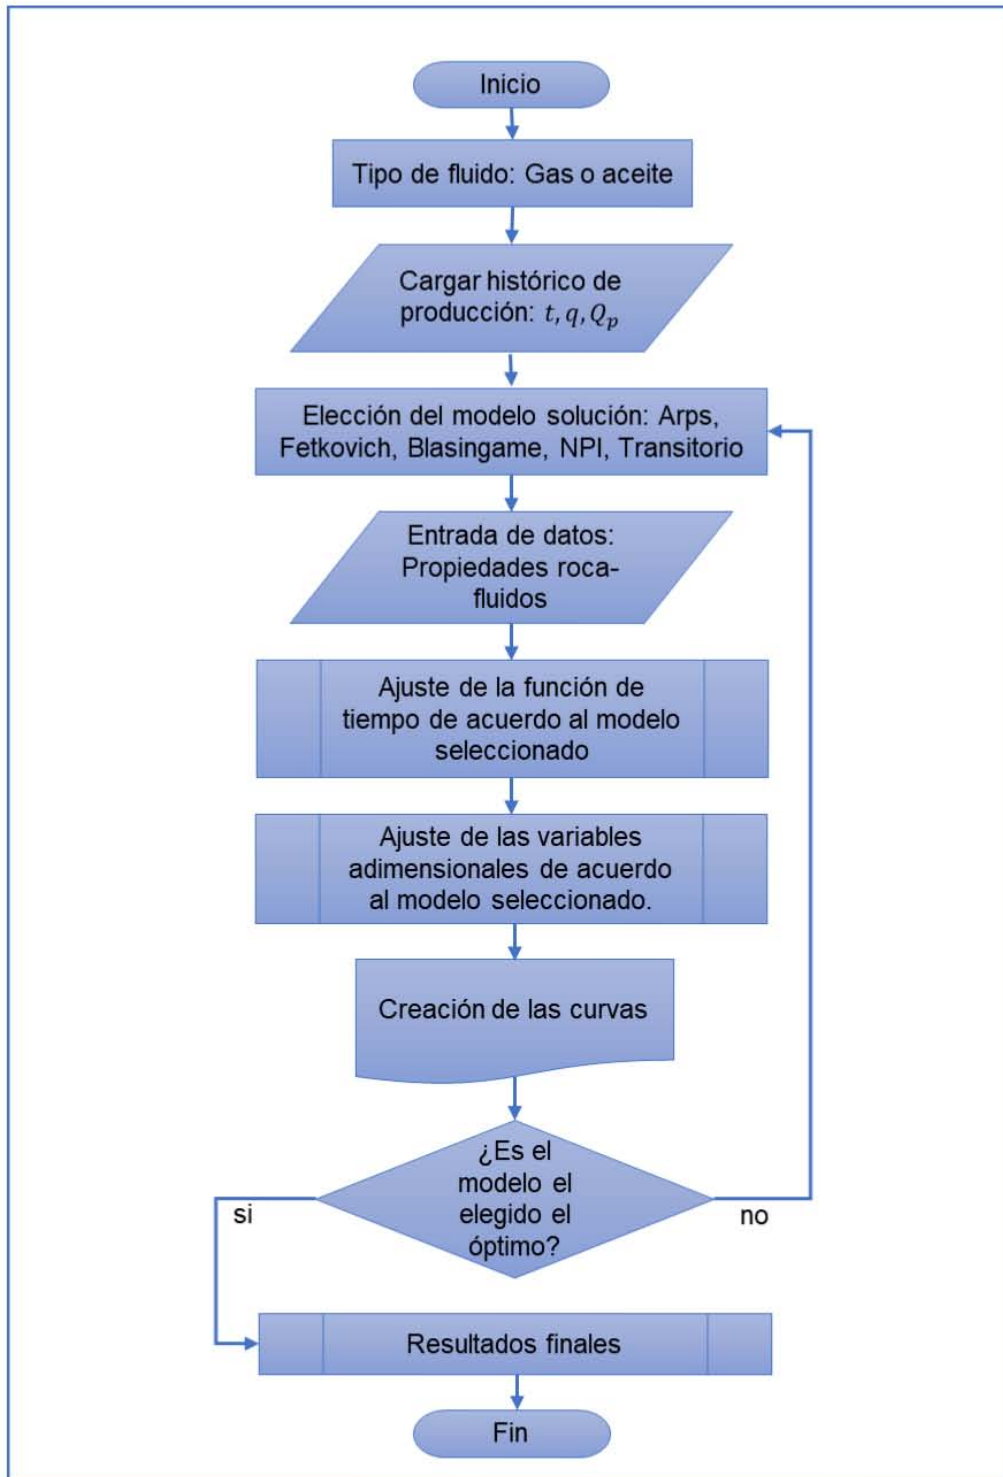 Inicio
Tipo de fluido: Gas o aceite
Cargar histórico de
producción: t, q, Qₚ
Elección del modelo solución: Arps,
Fetkovich, Blasingame, NPI, Transitorio
Entrada de datos:
Propiedades roca-
fluidos
Ajuste de la función de
tiempo de acuerdo al modelo
seleccionado
Ajuste de las variables
adimensionales de acuerdo
al modelo seleccionado.
Creación de las curvas
¿Es el
modelo el
elegido el
óptimo?
si
no
Resultados finales
Fin